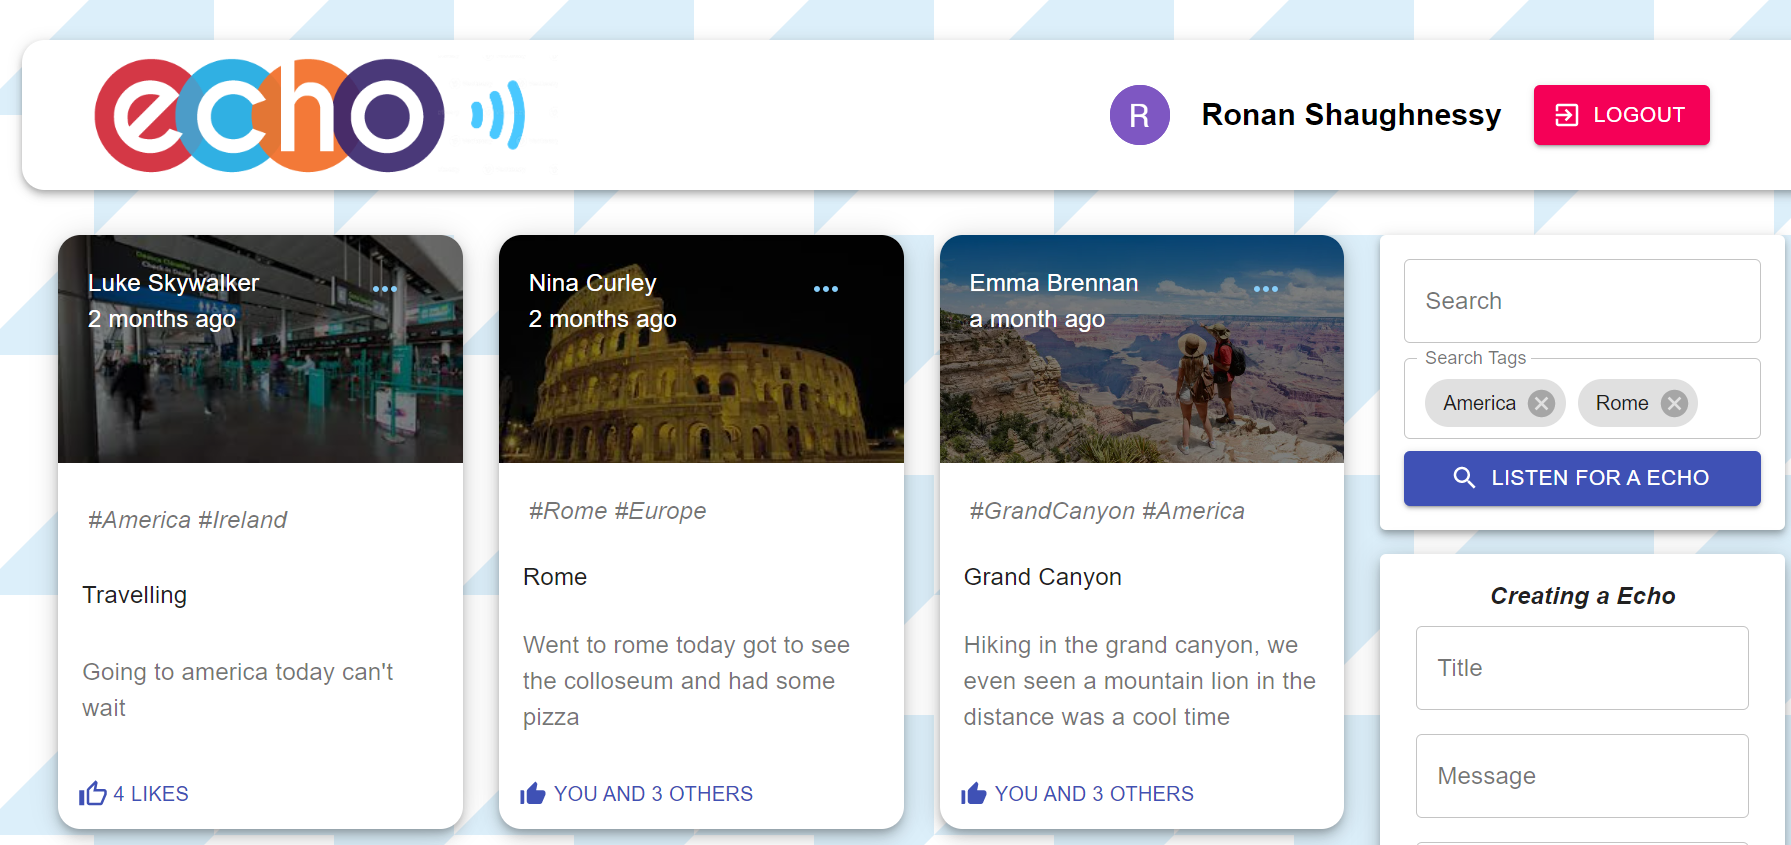 echo
R
Ronan Shaughnessy
LOGOUT
Luke Skywalker
2 months ago
#America #Ireland
Travelling
Going to america today can't
wait
4 LIKES
Nina Curley
2 months ago
#Rome #Europe
Rome
Went to rome today got to see
the colloseum and had some
pizza
YOU AND 3 OTHERS
Emma Brennan
a month ago
#GrandCanyon #America
Grand Canyon
Hiking in the grand canyon, we
even seen a mountain lion in the
distance was a cool time
YOU AND 3 OTHERS
Search
Search Tags
America
Rome
LISTEN FOR A ECHO
Creating a Echo
Title
Message